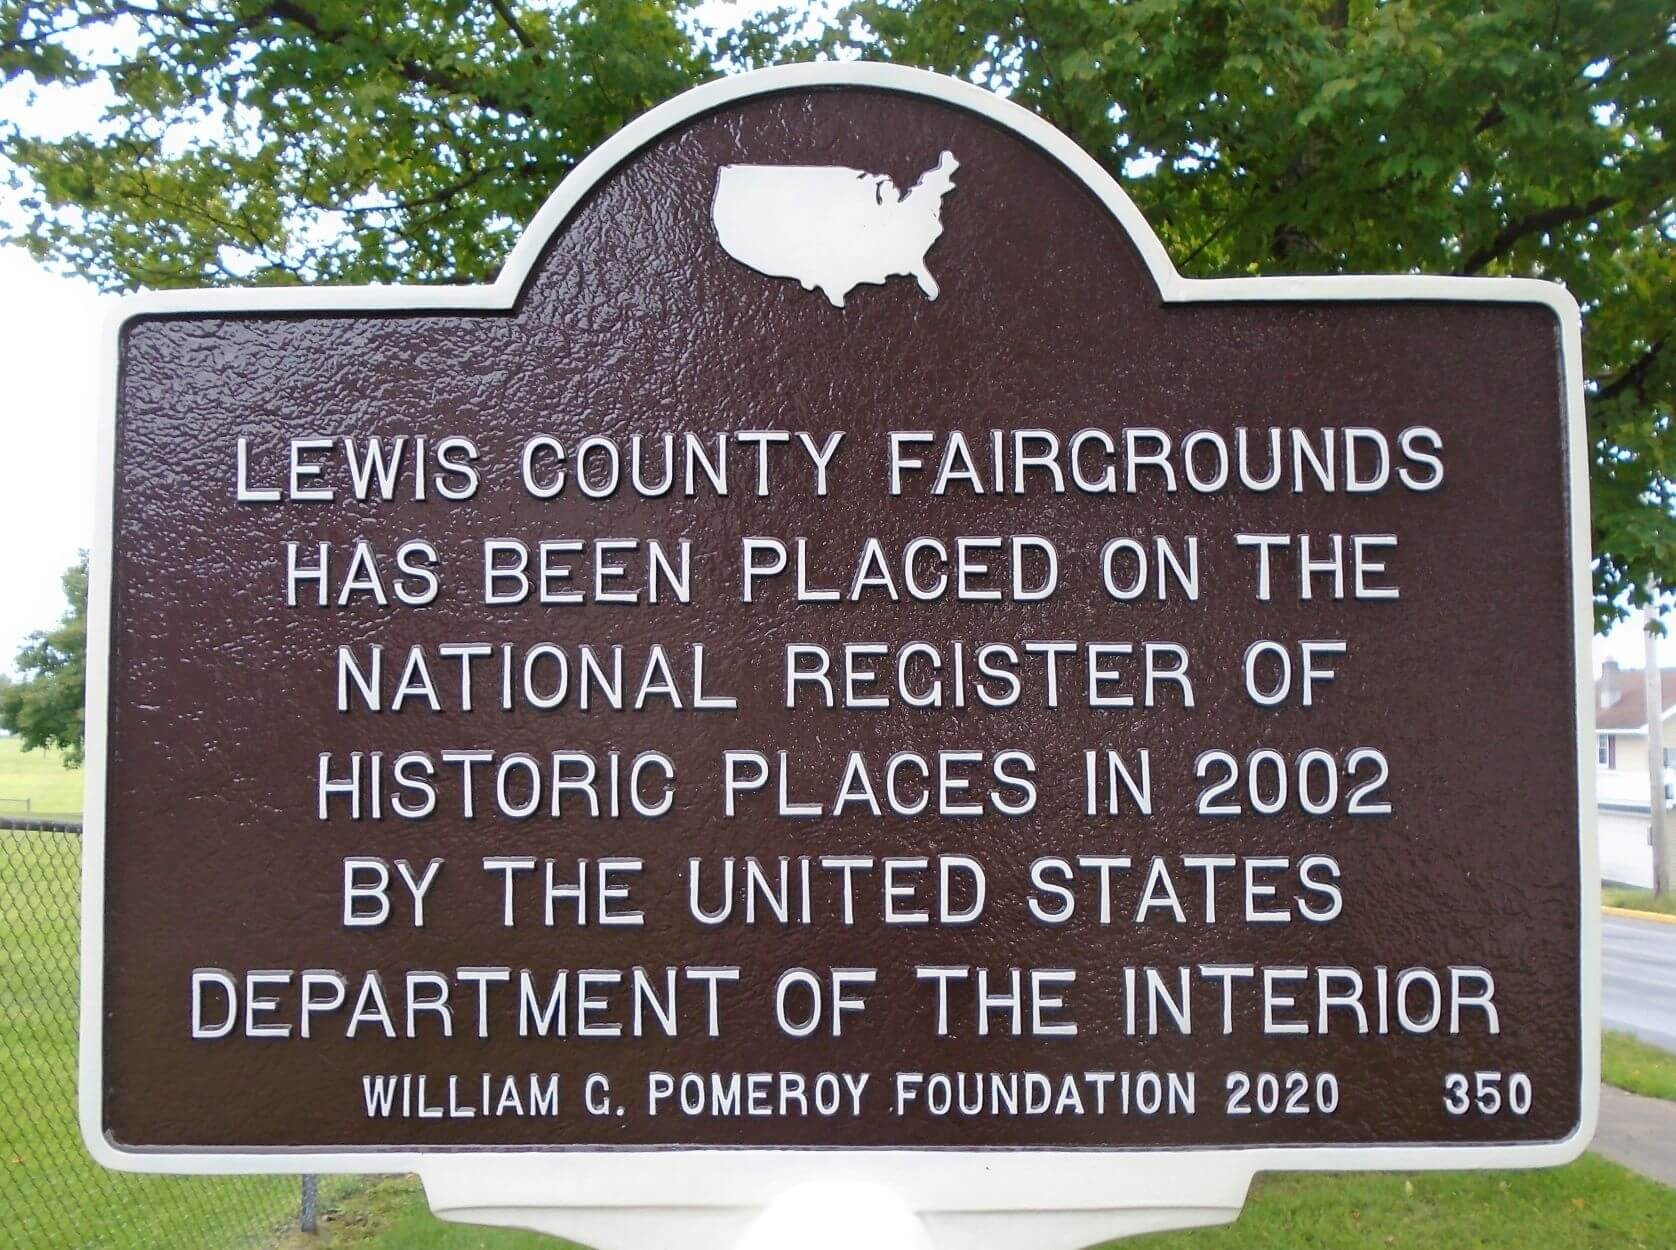 LEWIS COUNTY FAIRGROUNDS
HAS BEEN PLACED ON THE
NATIONAL REGISTER OF
HISTORIC PLACES IN 2002
BY THE UNITED STATES
DEPARTMENT OF THE INTERIOR
WILLIAM G. POMEROY FOUNDATION 2020 350